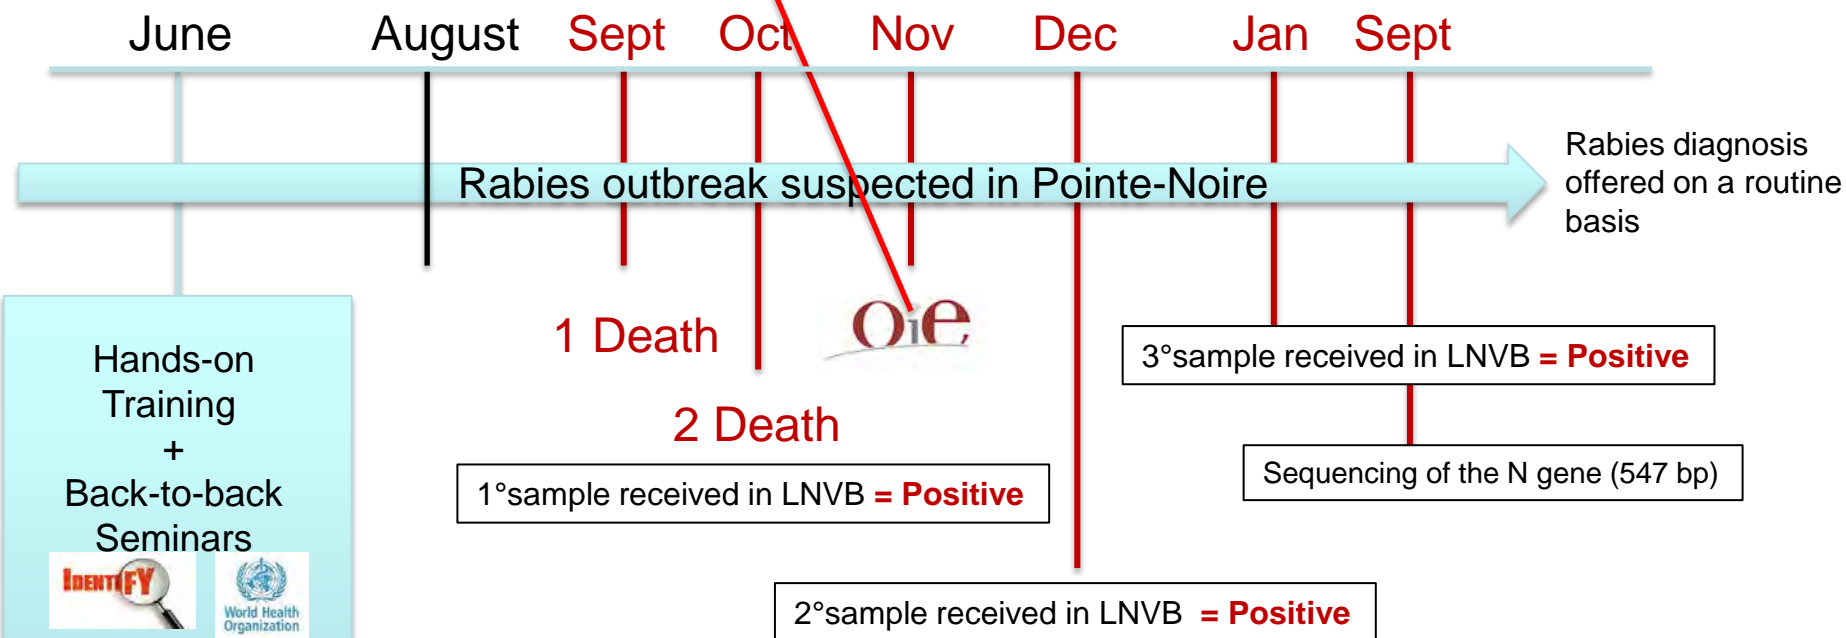 June August Sept Oct Nov Dec Jan Sept
Rabies outbreak suspected in Pointe-Noire
Rabies diagnosis
offered on a routine
basis
Hands-on
Training
+
Back-to-back
Seminars
IDENTIFY
World Health
Organization
1 Death
OiE
2 Death
1°sample received in LNVB = Positive
2°sample received in LNVB = Positive
3°sample received in LNVB = Positive
Sequencing of the N gene (547 bp)